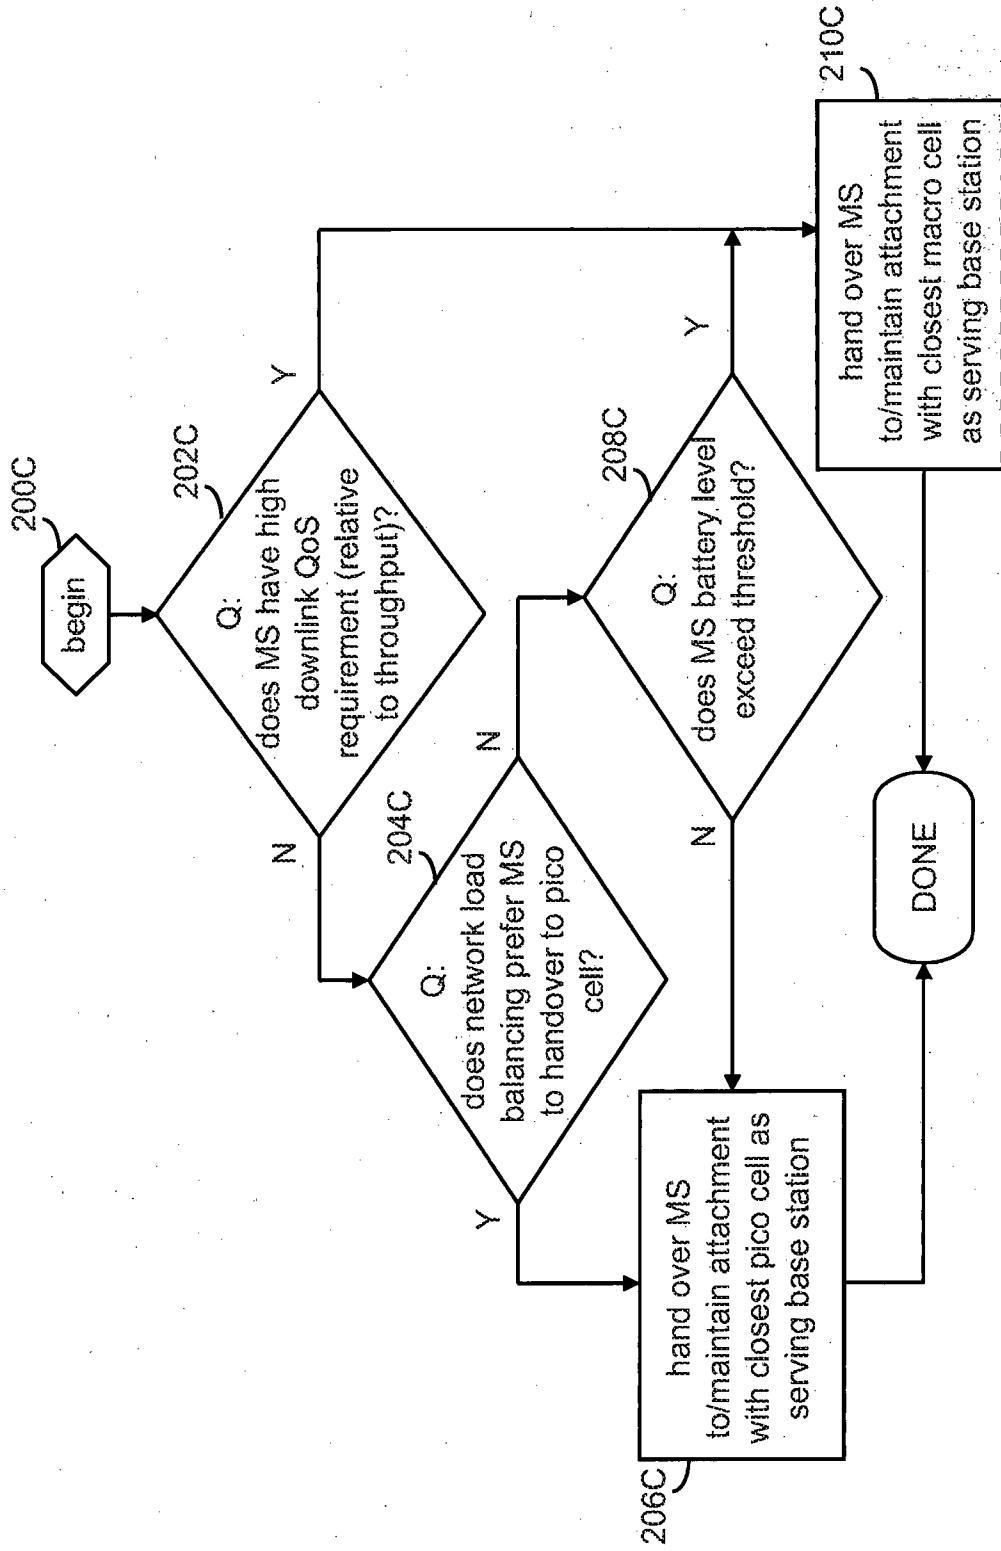 200C
begin
202C
Q:
does MS have high
downlink QoS
requirement (relative
to throughput)?
N
Y
204C
Q:
does network load
balancing prefer MS
to handover to pico
cell?
Y
N
208C
Q:
does MS battery level
exceed threshold?
N
Y
206C
hand over MS
to/maintain attachment
with closest pico cell as
serving base station
210C
hand over MS
to/maintain attachment
with closest macro cell
as serving base station
DONE